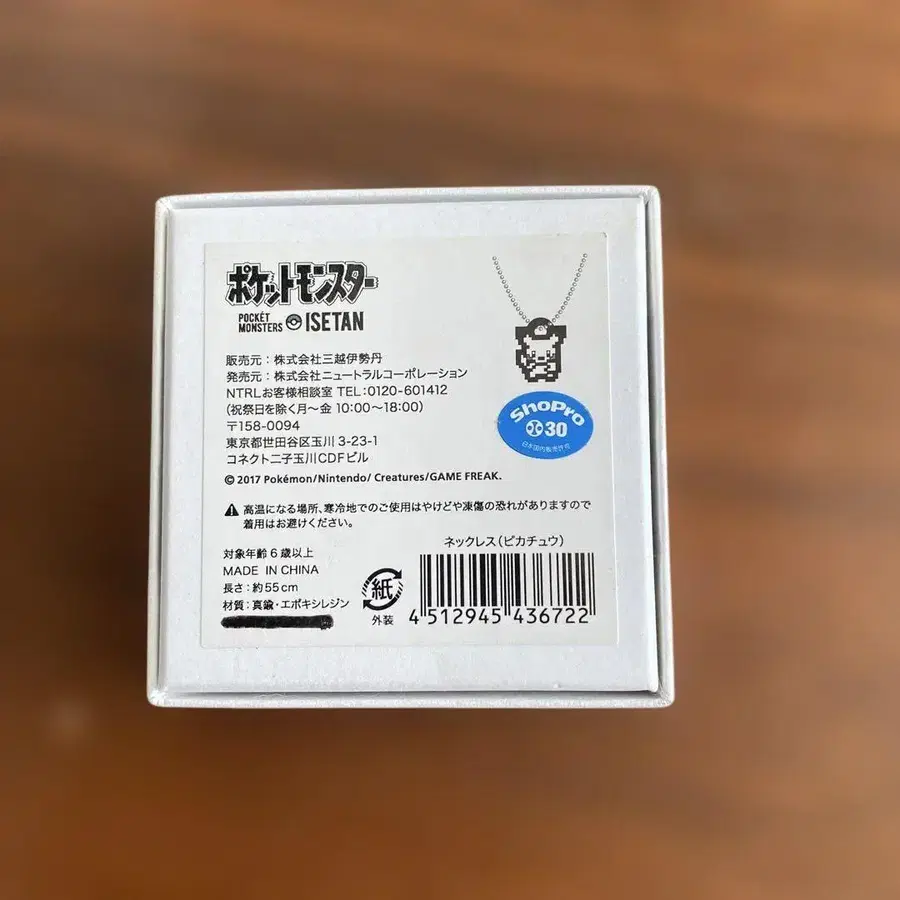 ポケットモンスター
POCKET MONSTERS ISETAN
販売元：株式会社三越伊勢丹
発売元：株式会社ニュートラルコーポレーション
NTRLお客様相談室 TEL：0120-601412
(祝祭日を除く月～金 10:00～18:00)
〒158-0094
東京都世田谷区玉川 3-23-1
コネクト二子玉川CDFビル
© 2017 Pokémon/Nintendo/ Creatures/GAME FREAK.
ShoPro
30
日本国内販売許可
高温になる場所、寒冷地でのご使用はやけどや凍傷の恐れがありますので
着用はお避けください。
対象年齢 6 歳以上
MADE IN CHINA
長さ：約55cm
材質：真鍮・エポキシレジン
紙
外装
ネックレス(ピカチュウ)
4 512945 436722